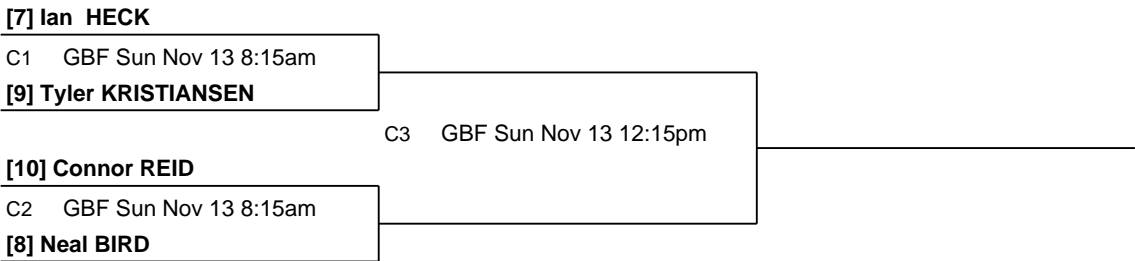 [7] Ian HECK
C1 GBF Sun Nov 13 8:15am
[9] Tyler KRISTIANSEN
C3 GBF Sun Nov 13 12:15pm
[10] Connor REID
C2 GBF Sun Nov 13 8:15am
[8] Neal BIRD